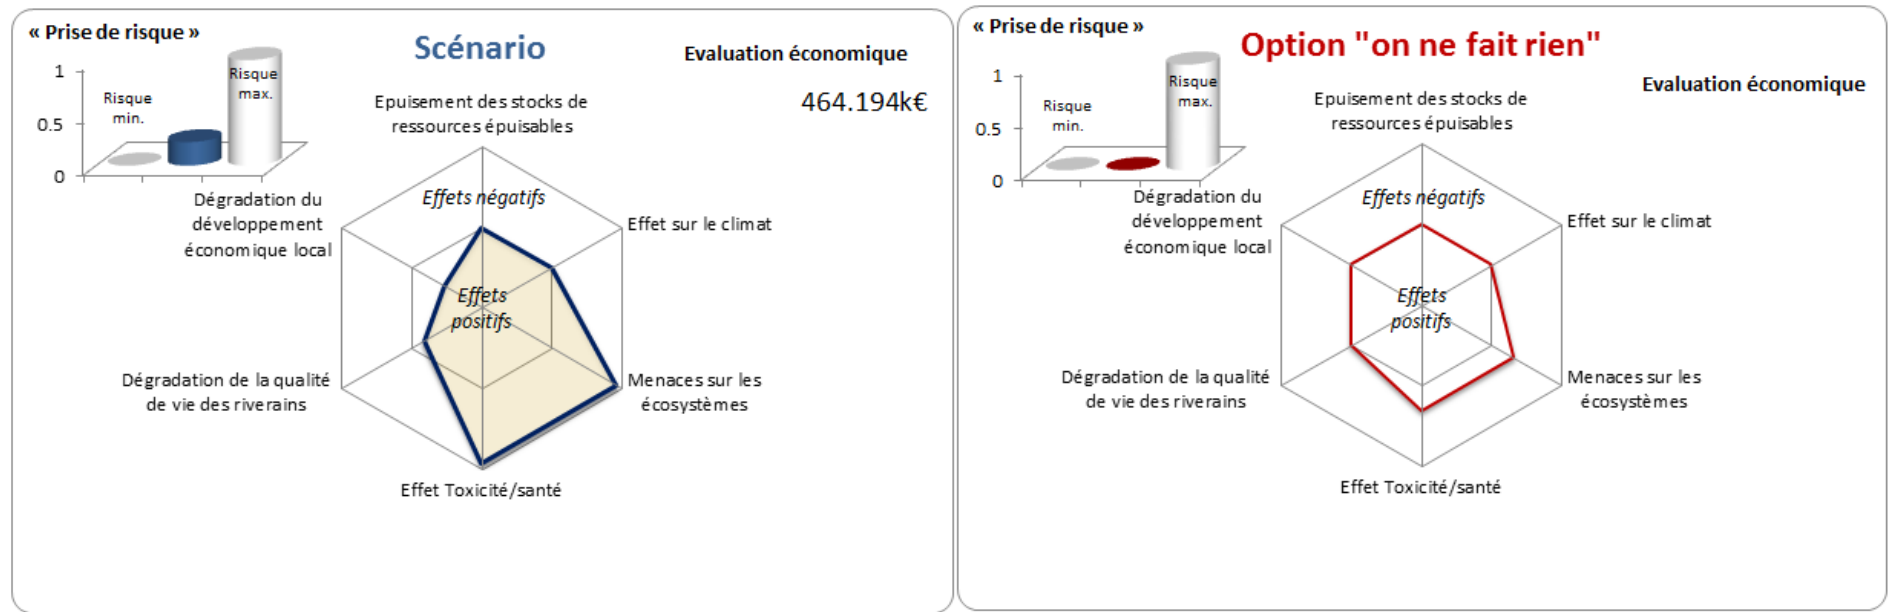 « Prise de risque »
Scénario
Evaluation économique
464.194k€
1
0.5
0
Risque
min.
Risque
max.
Epuisement des stocks de
ressources épuisables
Effets négatifs
Dégradation du
développement
économique local
Effet sur le climat
Effets
positifs
Dégradation de la qualité
de vie des riverains
Menaces sur les
écosystèmes
Effet Toxicité/santé
« Prise de risque »
Option "on ne fait rien"
Evaluation économique
1
0.5
0
Risque
min.
Risque
max.
Epuisement des stocks de
ressources épuisables
Effets négatifs
Dégradation du
développement
économique local
Effet sur le climat
Effets
positifs
Dégradation de la qualité
de vie des riverains
Menaces sur les
écosystèmes
Effet Toxicité/santé